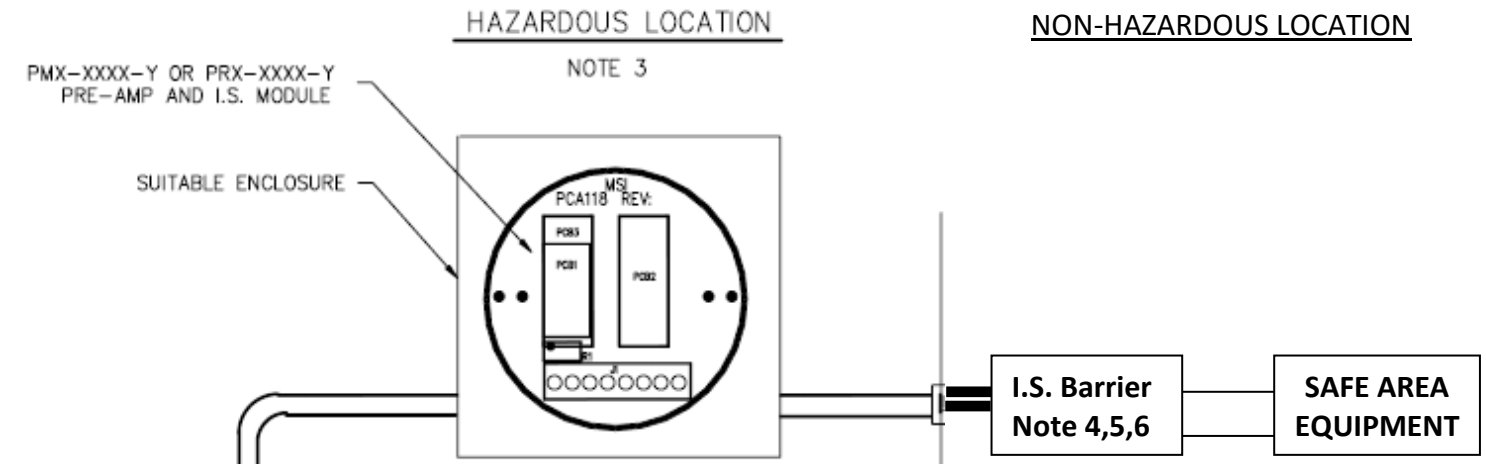 HAZARDOUS LOCATION
NON-HAZARDOUS LOCATION
NOTE 3
PMX-XXXX-Y OR PRX-XXXX-Y
PRE-AMP AND I.S. MODULE
SUITABLE ENCLOSURE
MSI
PCA118 REV:
PCB3
PCB1
PCB2
R1
J1
I.S. Barrier
Note 4,5,6
SAFE AREA
EQUIPMENT